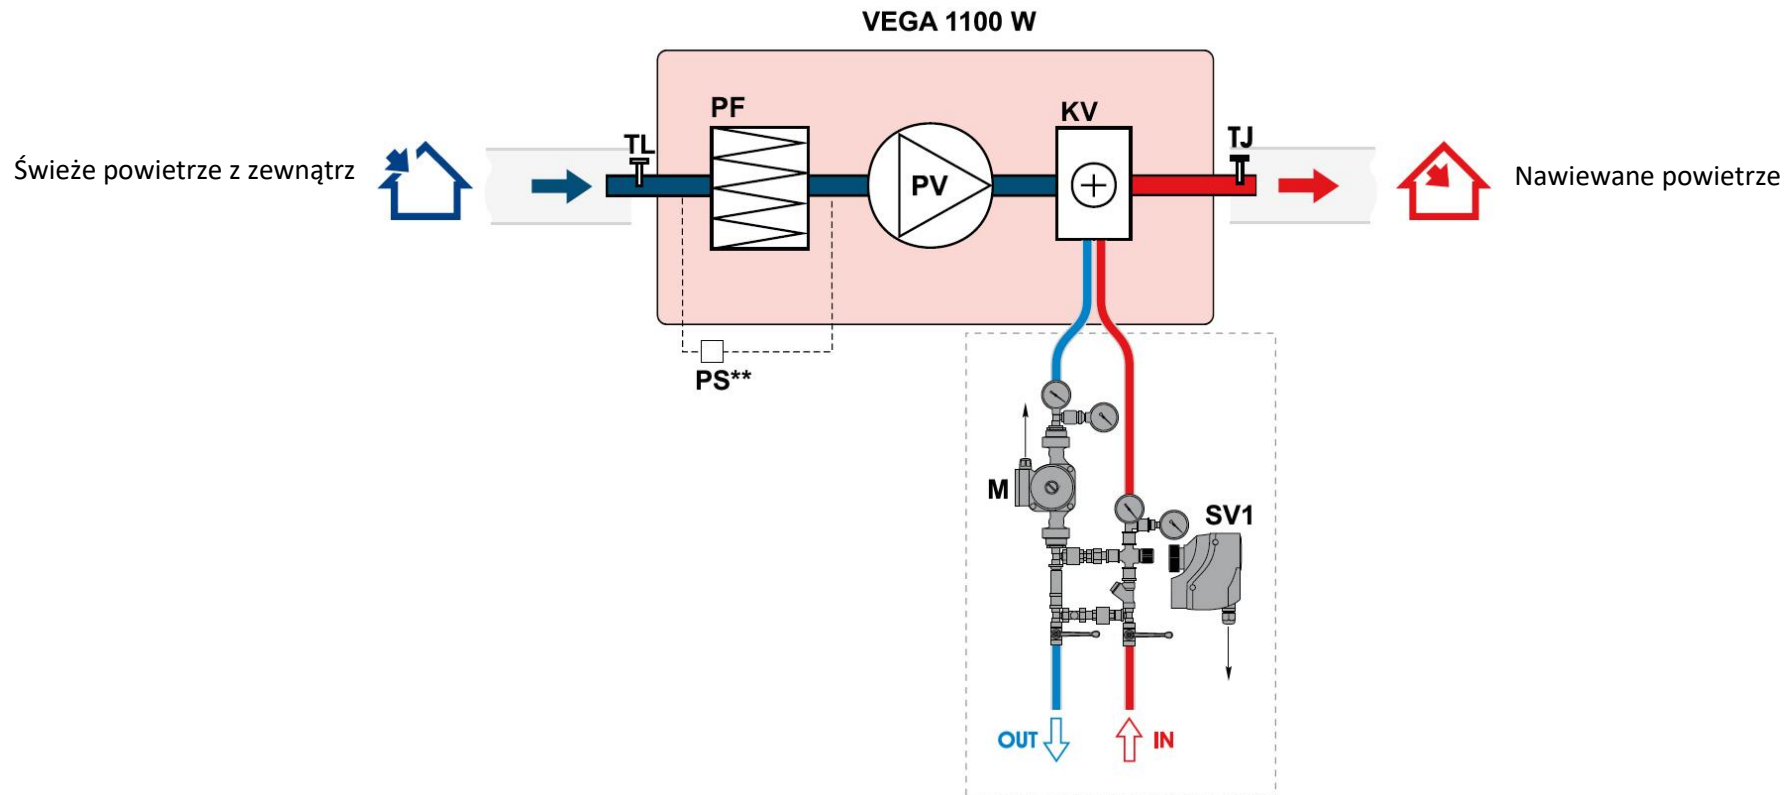 VEGA 1100 W
PF
KV
TL
TJ
Świeże powietrze z zewnątrz
PV
Nawiewane powietrze
PS**
M
SV1
OUT
IN